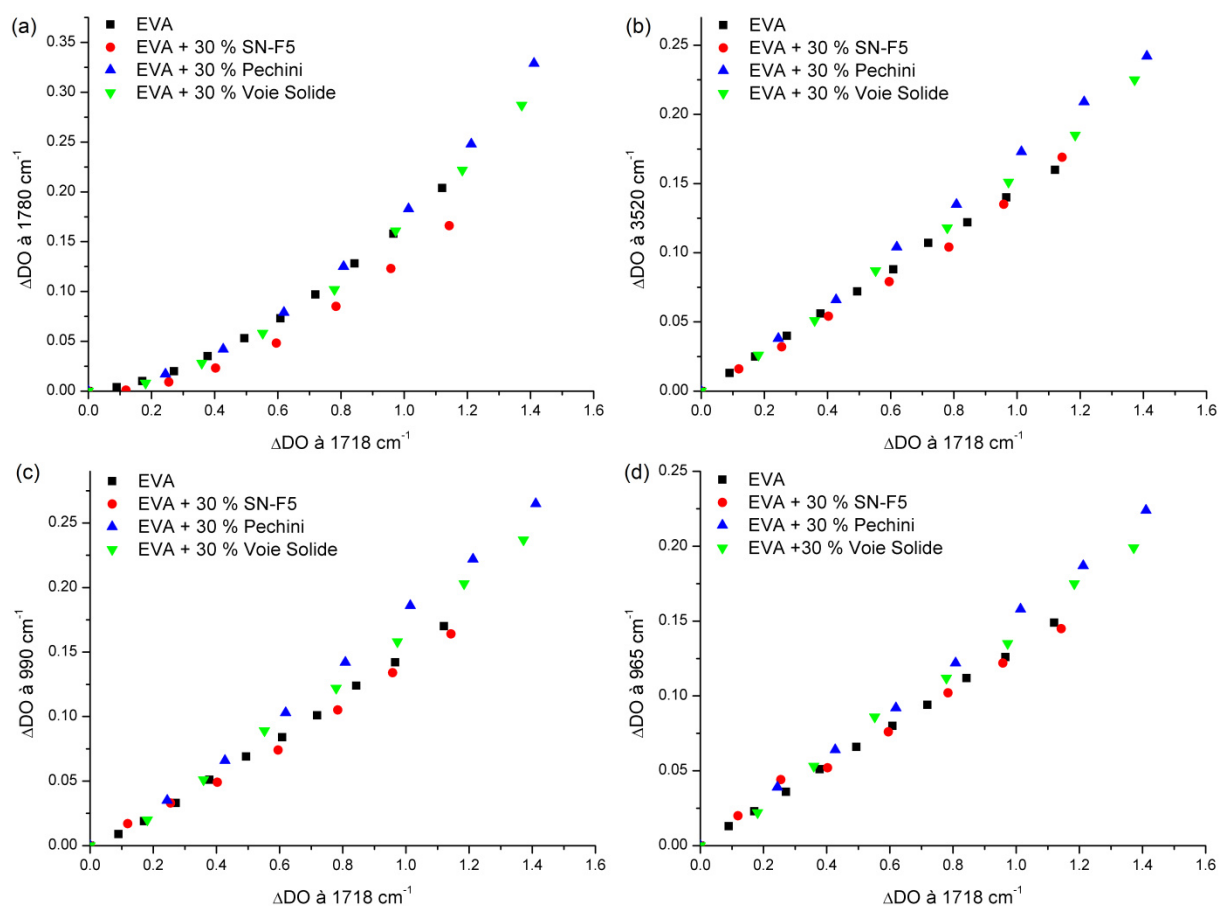 (a)
EVA
EVA + 30 % SN-F5
EVA + 30 % Pechini
EVA + 30 % Voie Solide
ΔDO à 1780 cm⁻¹
0.35
0.30
0.25
0.20
0.15
0.10
0.05
0.00
0.0 0.2 0.4 0.6 0.8 1.0 1.2 1.4 1.6
ΔDO à 1718 cm⁻¹
(b)
EVA
EVA + 30 % SN-F5
EVA + 30 % Pechini
EVA + 30 % Voie Solide
ΔDO à 3520 cm⁻¹
0.25
0.20
0.15
0.10
0.05
0.00
0.0 0.2 0.4 0.6 0.8 1.0 1.2 1.4 1.6
ΔDO à 1718 cm⁻¹
(c)
EVA
EVA + 30 % SN-F5
EVA + 30 % Pechini
EVA + 30 % Voie Solide
ΔDO à 990 cm⁻¹
0.25
0.20
0.15
0.10
0.05
0.00
0.0 0.2 0.4 0.6 0.8 1.0 1.2 1.4 1.6
ΔDO à 1718 cm⁻¹
(d)
EVA
EVA + 30 % SN-F5
EVA + 30 % Pechini
EVA +30 % Voie Solide
ΔDO à 965 cm⁻¹
0.25
0.20
0.15
0.10
0.05
0.00
0.0 0.2 0.4 0.6 0.8 1.0 1.2 1.4 1.6
ΔDO à 1718 cm⁻¹